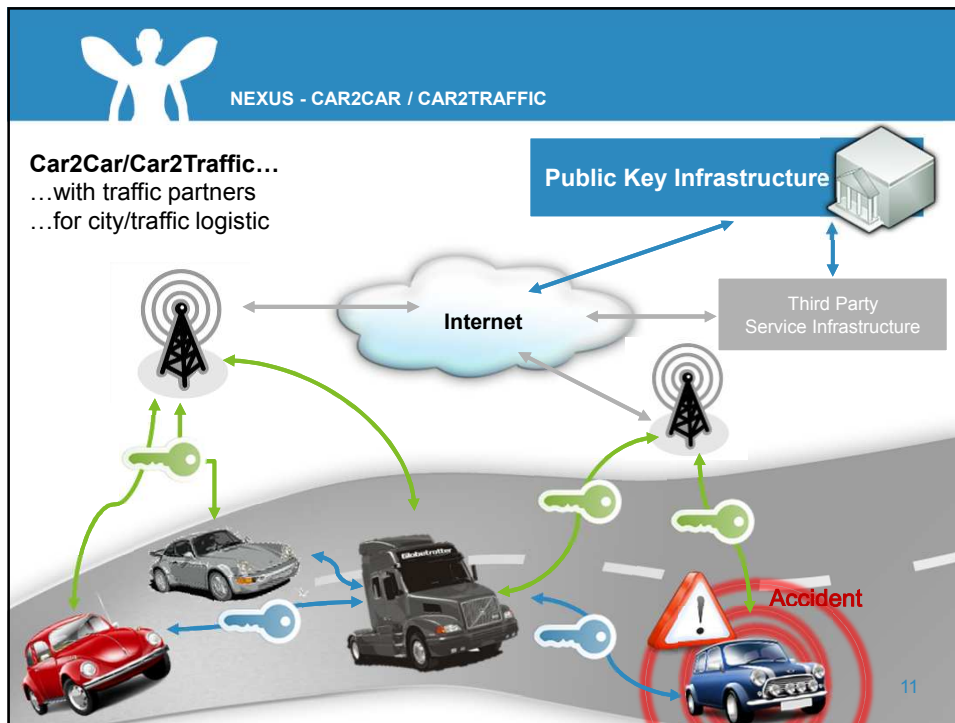 NEXUS - CAR2CAR / CAR2TRAFFIC
Car2Car/Car2Traffic…
…with traffic partners
…for city/traffic logistic
Public Key Infrastructure
Third Party
Service Infrastructure
Internet
Globetrotter
Accident
!
11